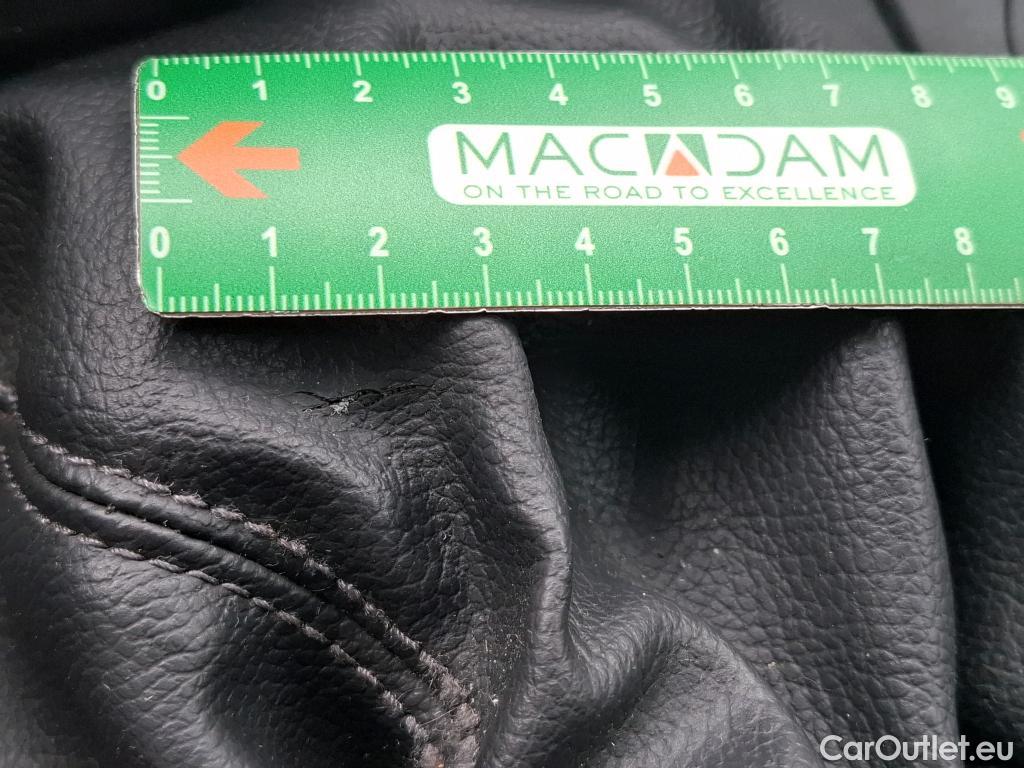 0 1 2 3 4 5 6 7 8 9
MACADAM
ON THE ROAD TO EXCELLENCE
0 1 2 3 4 5 6 7 8
CarOutlet.eu